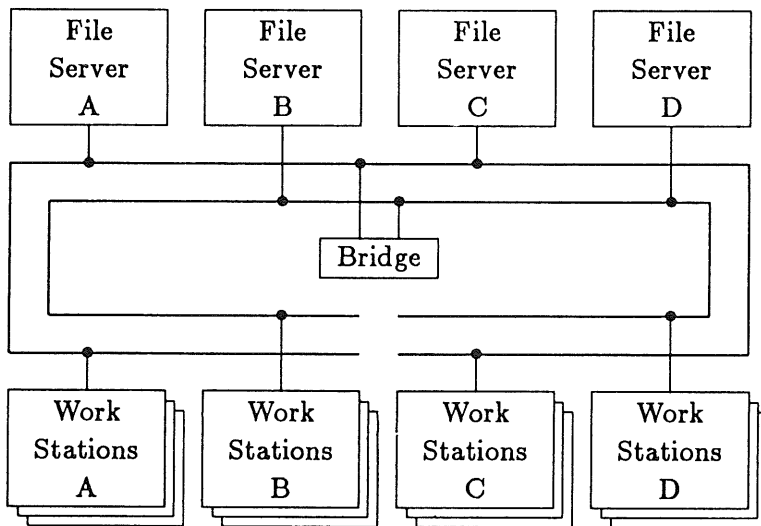 File
Server
A
File
Server
B
File
Server
C
File
Server
D
Bridge
Work
Stations
A
Work
Stations
B
Work
Stations
C
Work
Stations
D